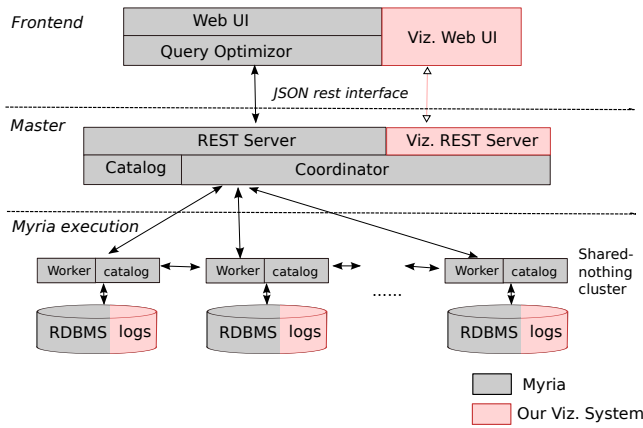 Frontend
Web UI
Viz. Web UI
Query Optimizor
JSON rest interface
Master
REST Server
Viz. REST Server
Catalog
Coordinator
Myria execution
Worker catalog
Worker catalog
......
Worker catalog
Shared-
nothing
cluster
RDBMS logs
RDBMS logs
RDBMS logs
Myria
Our Viz. System